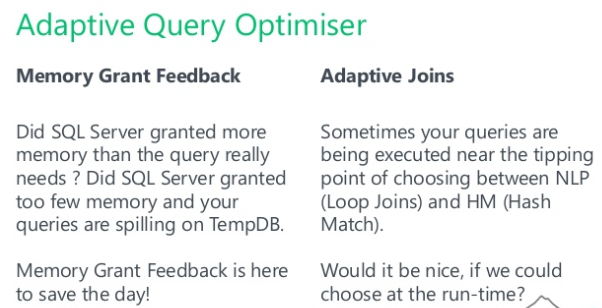 Adaptive Query Optimiser
Memory Grant Feedback
Did SQL Server granted more
memory than the query really
needs ? Did SQL Server granted
too few memory and your
queries are spilling on TempDB.
Memory Grant Feedback is here
to save the day!
Adaptive Joins
Sometimes your queries are
being executed near the tipping
point of choosing between NLP
(Loop Joins) and HM (Hash
Match).
Would it be nice, if we could
choose at the run-time?